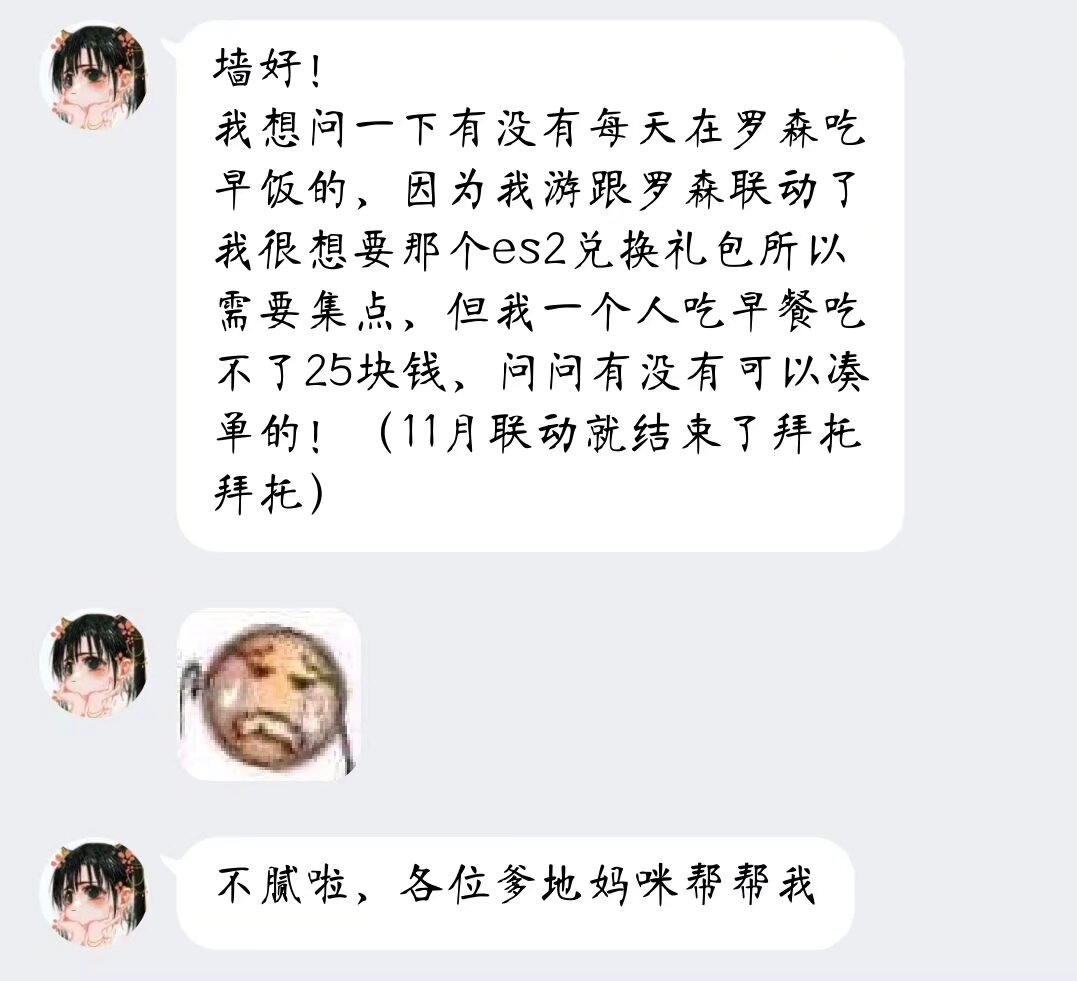 墙好！
我想问一下有没有每天在罗森吃
早饭的，因为我游跟罗森联动了
我很想要那个es2兑换礼包所以
需要集点，但我一个人吃早餐吃
不了25块钱，问问有没有可以凑
单的！（11月联动就结束了拜托
拜托）
不腻啦，各位爹地妈咪帮帮我